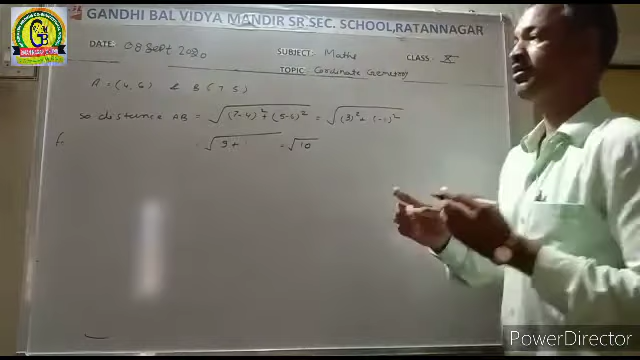 GANDHI BAL VIDYA MANDIR SR. SEC. SCHOOL, RATANNAGAR
DATE: 08 Sept 2020 SUBJECT: Maths CLASS: X
TOPIC: Coordinate Geometry
A = (4, 6) & B (7, 5)
so distance AB = √(7-4)² + (5-6)² = √(3)² + (-1)²
= √9 + 1 = √10
PowerDirector